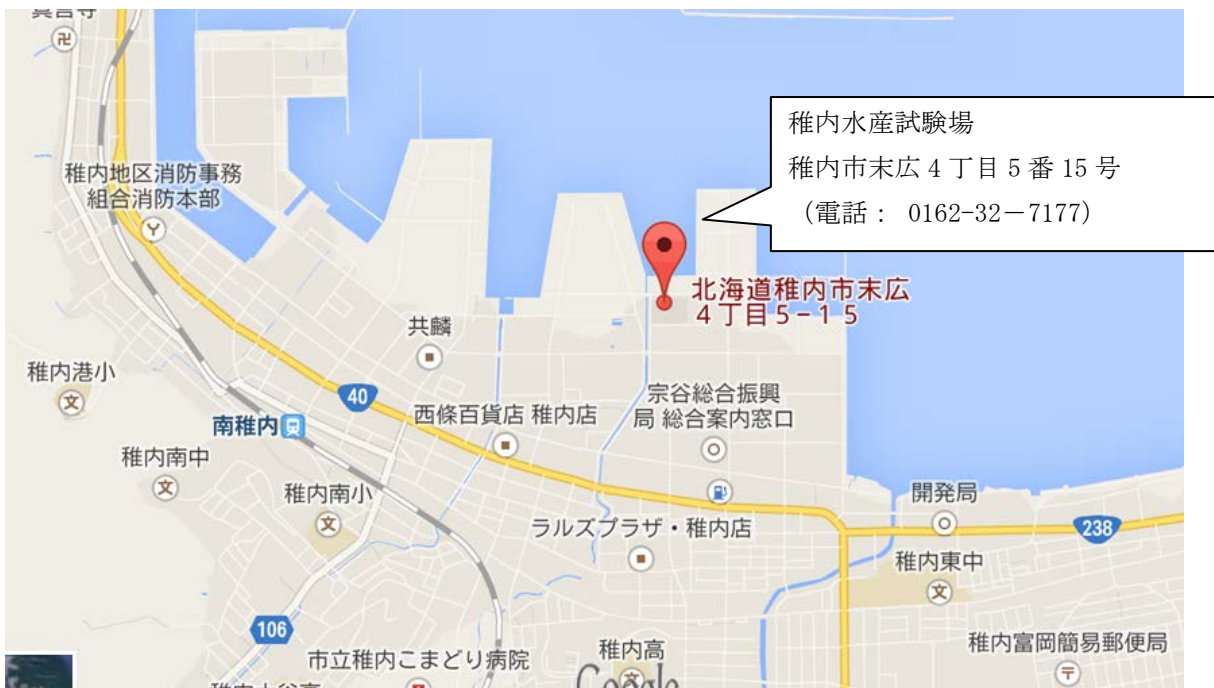 真言寺
稚内水産試験場
稚内市末広 4 丁目 5 番 15 号
（電話： 0162-32－7177）
稚内地区消防事務
組合消防本部
北海道稚内市末広
４丁目５−１５
共麟
稚内港小
40
宗谷総合振興
局 総合案内窓口
西條百貨店 稚内店
南稚内
稚内南中
稚内南小
開発局
238
ラルズプラザ・稚内店
稚内東中
106
稚内高
稚内富岡簡易郵便局
市立稚内こまどり病院
Google